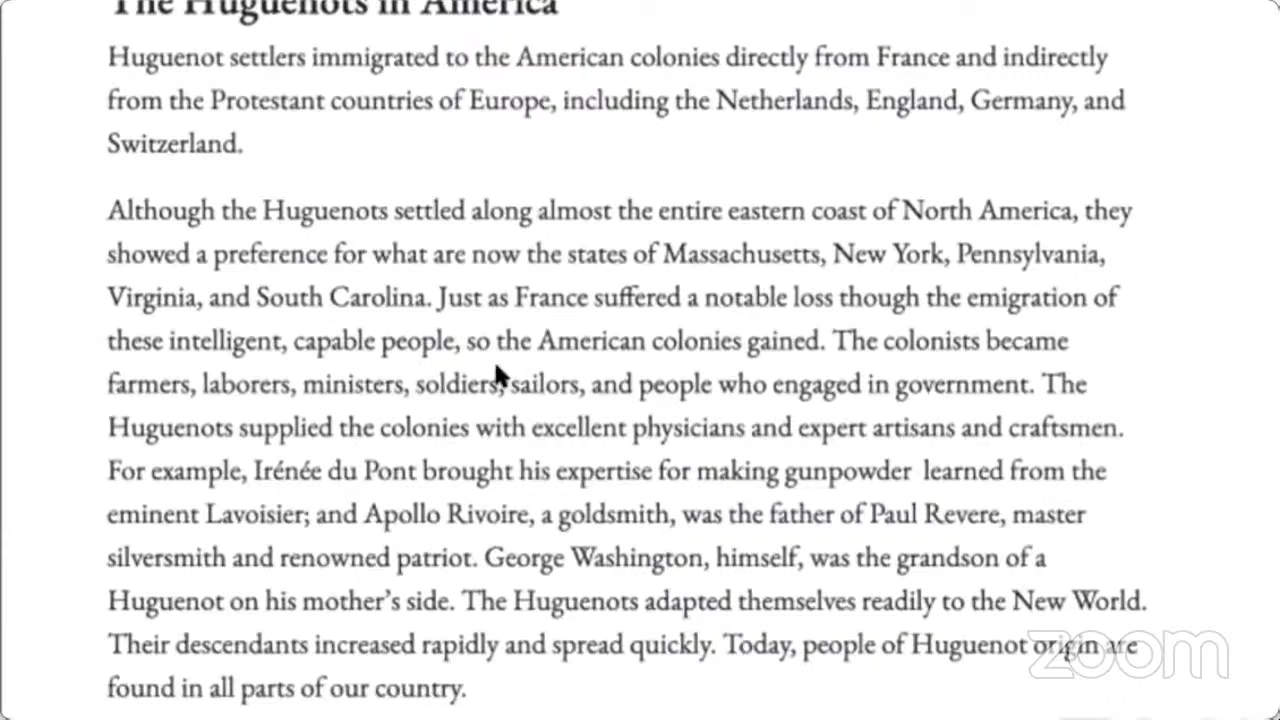 The Huguenots in America
Huguenot settlers immigrated to the American colonies directly from France and indirectly
from the Protestant countries of Europe, including the Netherlands, England, Germany, and
Switzerland.
Although the Huguenots settled along almost the entire eastern coast of North America, they
showed a preference for what are now the states of Massachusetts, New York, Pennsylvania,
Virginia, and South Carolina. Just as France suffered a notable loss though the emigration of
these intelligent, capable people, so the American colonies gained. The colonists became
farmers, laborers, ministers, soldiers, sailors, and people who engaged in government. The
Huguenots supplied the colonies with excellent physicians and expert artisans and craftsmen.
For example, Irénée du Pont brought his expertise for making gunpowder  learned from the
eminent Lavoisier; and Apollo Rivoire, a goldsmith, was the father of Paul Revere, master
silversmith and renowned patriot. George Washington, himself, was the grandson of a
Huguenot on his mother’s side. The Huguenots adapted themselves readily to the New World.
Their descendants increased rapidly and spread quickly. Today, people of Huguenot origin are
found in all parts of our country.
zoom